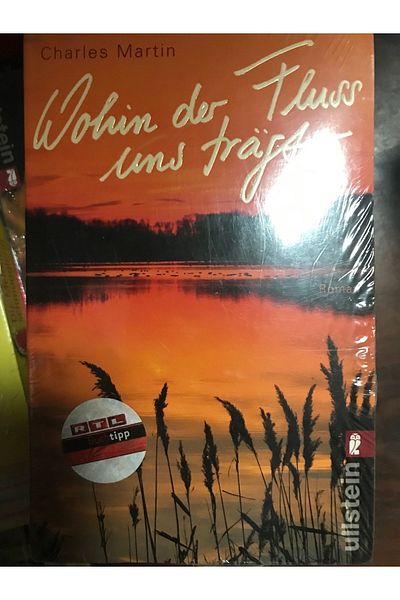 Charles Martin
Wohin der Fluss
uns trägt
Roman
RTL
tipp
ullstein